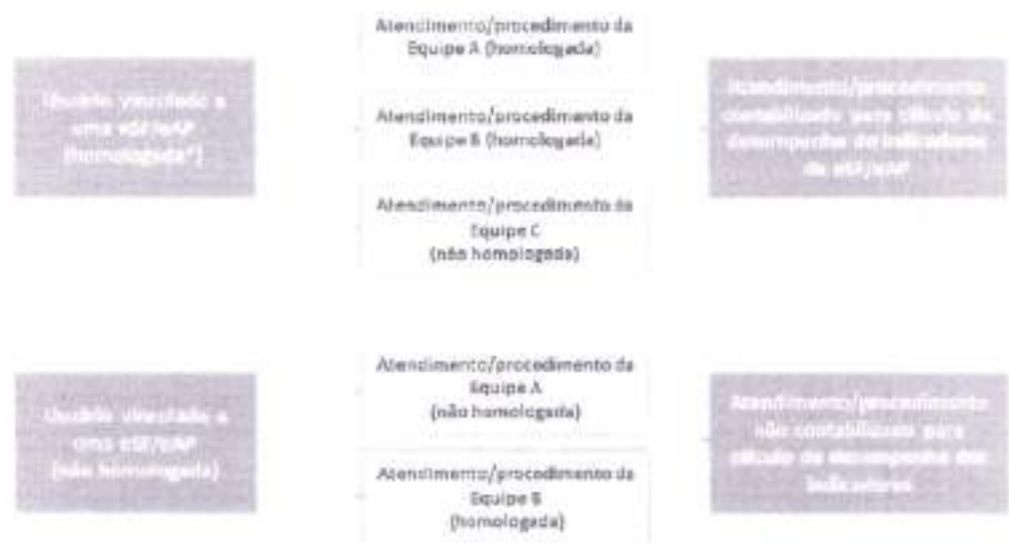 Usuário vinculado a
uma eSF/eAP
(homologada*)
Atendimento/procedimento da
Equipe A (homologada)
Atendimento/procedimento da
Equipe B (homologada)
Atendimento/procedimento da
Equipe C
(não homologada)
Atendimento/procedimento
contabilizado para cálculo do
desempenho de indicadores
da eSF/eAP
Usuário vinculado a
uma eSF/eAP
(não homologada)
Atendimento/procedimento da
Equipe A
(não homologada)
Atendimento/procedimento da
Equipe B
(homologada)
Atendimento/procedimento
não contabilizado para
cálculo do desempenho dos
indicadores